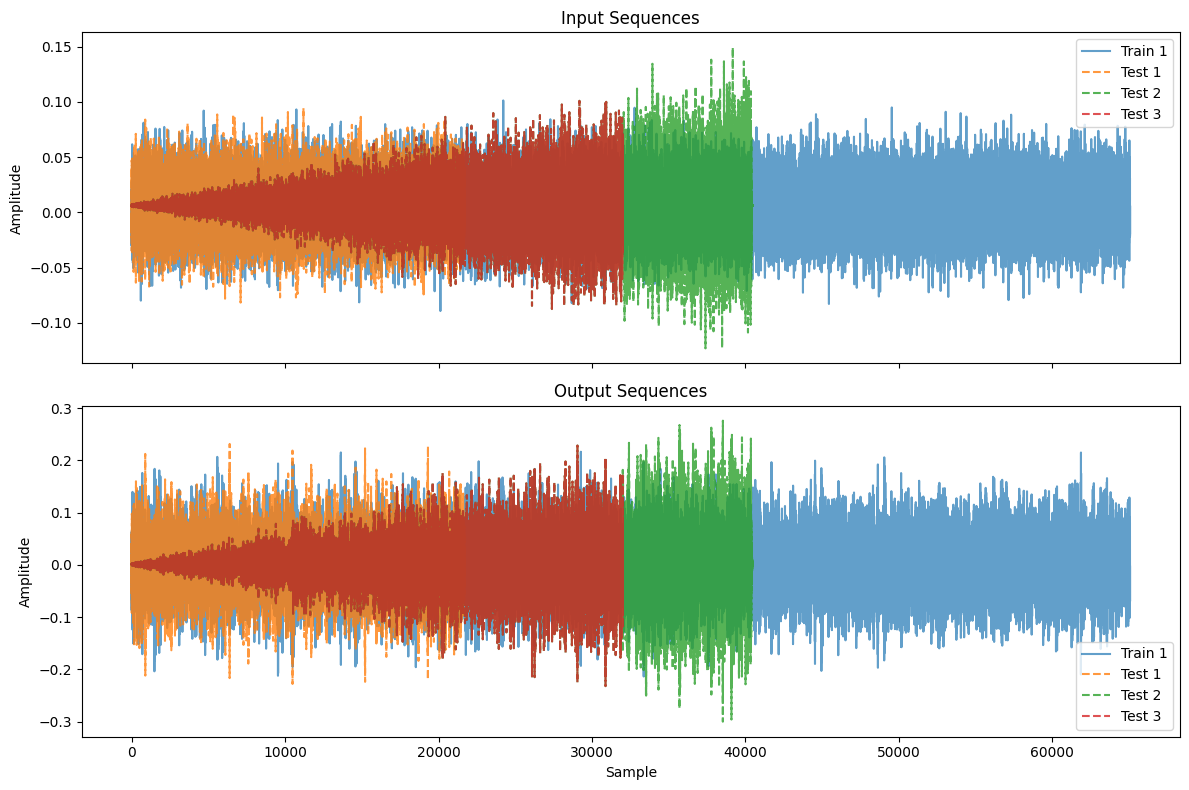 Input Sequences
Amplitude
0.15
0.10
0.05
0.00
−0.05
−0.10
Train 1
Test 1
Test 2
Test 3
Output Sequences
Amplitude
0.3
0.2
0.1
0.0
−0.1
−0.2
−0.3
Train 1
Test 1
Test 2
Test 3
0 10000 20000 30000 40000 50000 60000
Sample